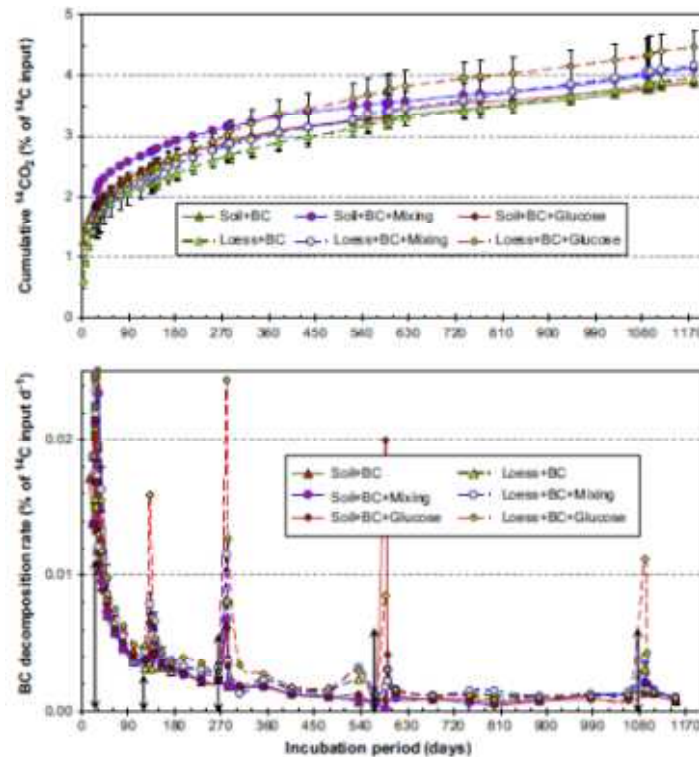 5
4
3
2
1
0
Cumulative ¹⁴CO₂ (% of ¹⁴C input)
Soil+BC
Soil+BC+Mixing
Soil+BC+Glucose
Loess+BC
Loess+BC+Mixing
Loess+BC+Glucose
0 90 180 270 360 450 540 630 720 810 900 990 1080 1170
0.02
0.01
0.00
BC decomposition rate (% of ¹⁴C input d⁻¹)
Soil+BC
Loess+BC
Soil+BC+Mixing
Loess+BC+Mixing
Soil+BC+Glucose
Loess+BC+Glucose
0 90 180 270 360 450 540 630 720 810 900 990 1080 1170
Incubation period (days)